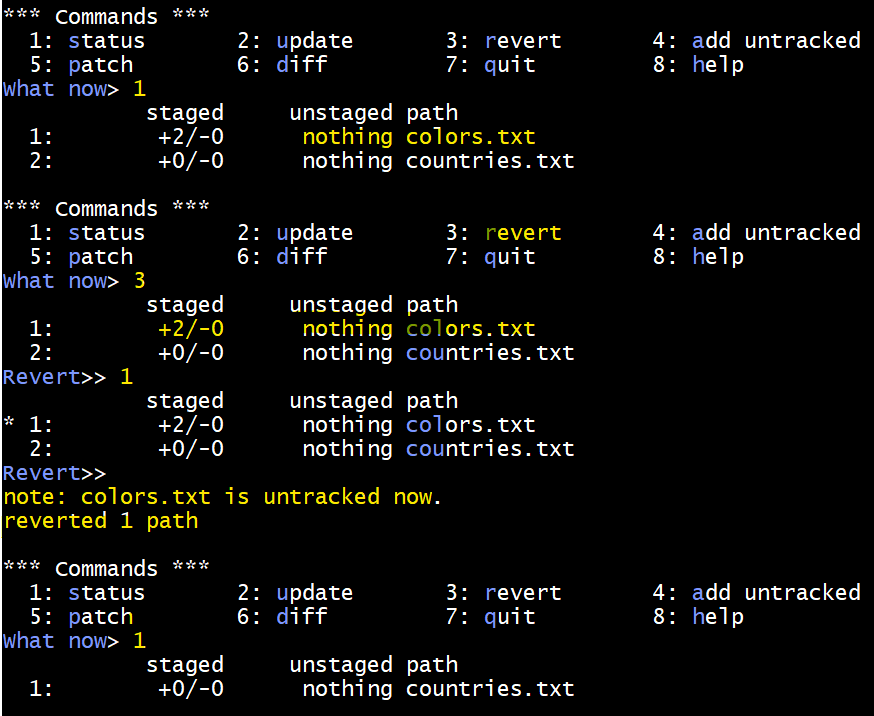 *** Commands ***
  1: status       2: update       3: revert       4: add untracked
  5: patch        6: diff         7: quit         8: help
What now> 1
           staged     unstaged path
  1:        +2/-0      nothing colors.txt
  2:        +0/-0      nothing countries.txt

*** Commands ***
  1: status       2: update       3: revert       4: add untracked
  5: patch        6: diff         7: quit         8: help
What now> 3
           staged     unstaged path
  1:        +2/-0      nothing colors.txt
  2:        +0/-0      nothing countries.txt
Revert>> 1
           staged     unstaged path
* 1:        +2/-0      nothing colors.txt
  2:        +0/-0      nothing countries.txt
Revert>>
note: colors.txt is untracked now.
reverted 1 path

*** Commands ***
  1: status       2: update       3: revert       4: add untracked
  5: patch        6: diff         7: quit         8: help
What now> 1
           staged     unstaged path
  1:        +0/-0      nothing countries.txt